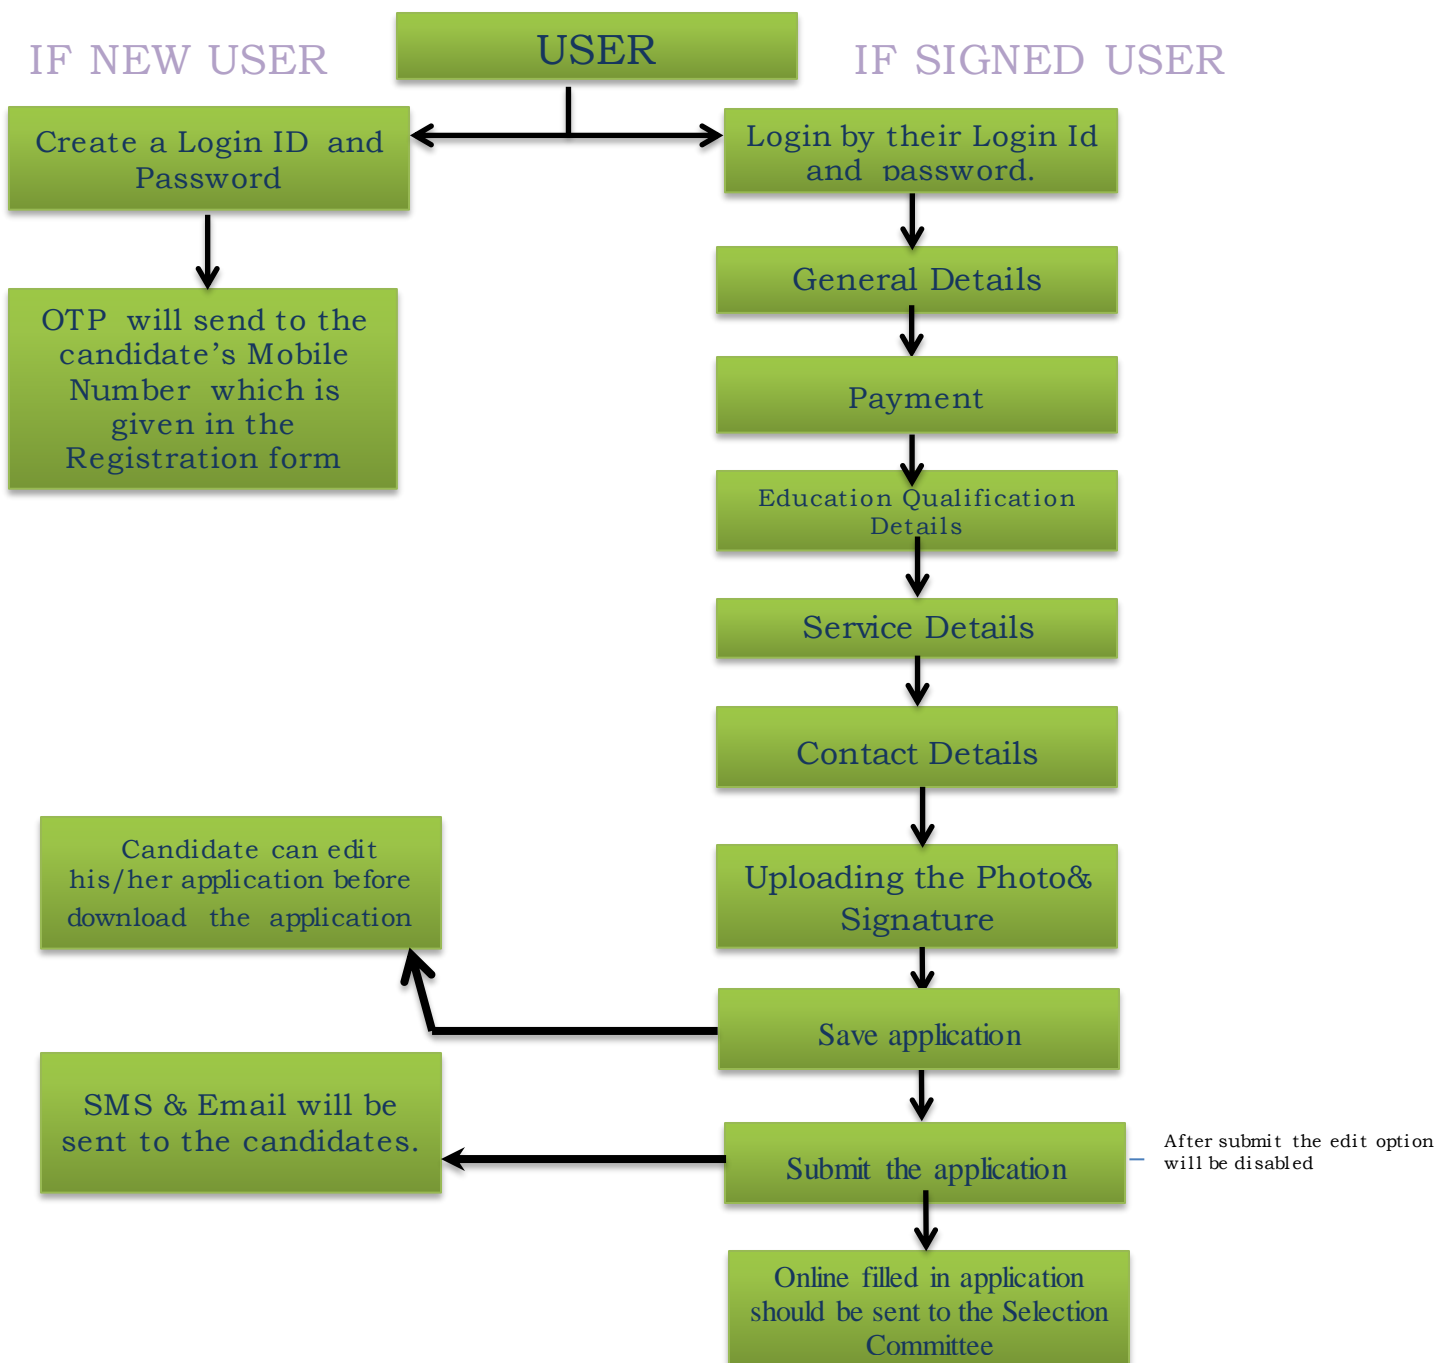 IF NEW USER
USER
IF SIGNED USER
Create a Login ID and
Password
Login by their Login Id
and password.
OTP will send to the
candidate’s Mobile
Number which is
given in the
Registration form
General Details
Payment
Education Qualification
Details
Service Details
Contact Details
Uploading the Photo&
Signature
Candidate can edit
his/her application before
download the application
Save application
SMS & Email will be
sent to the candidates.
Submit the application
After submit the edit option
will be disabled
Online filled in application
should be sent to the Selection
Committee